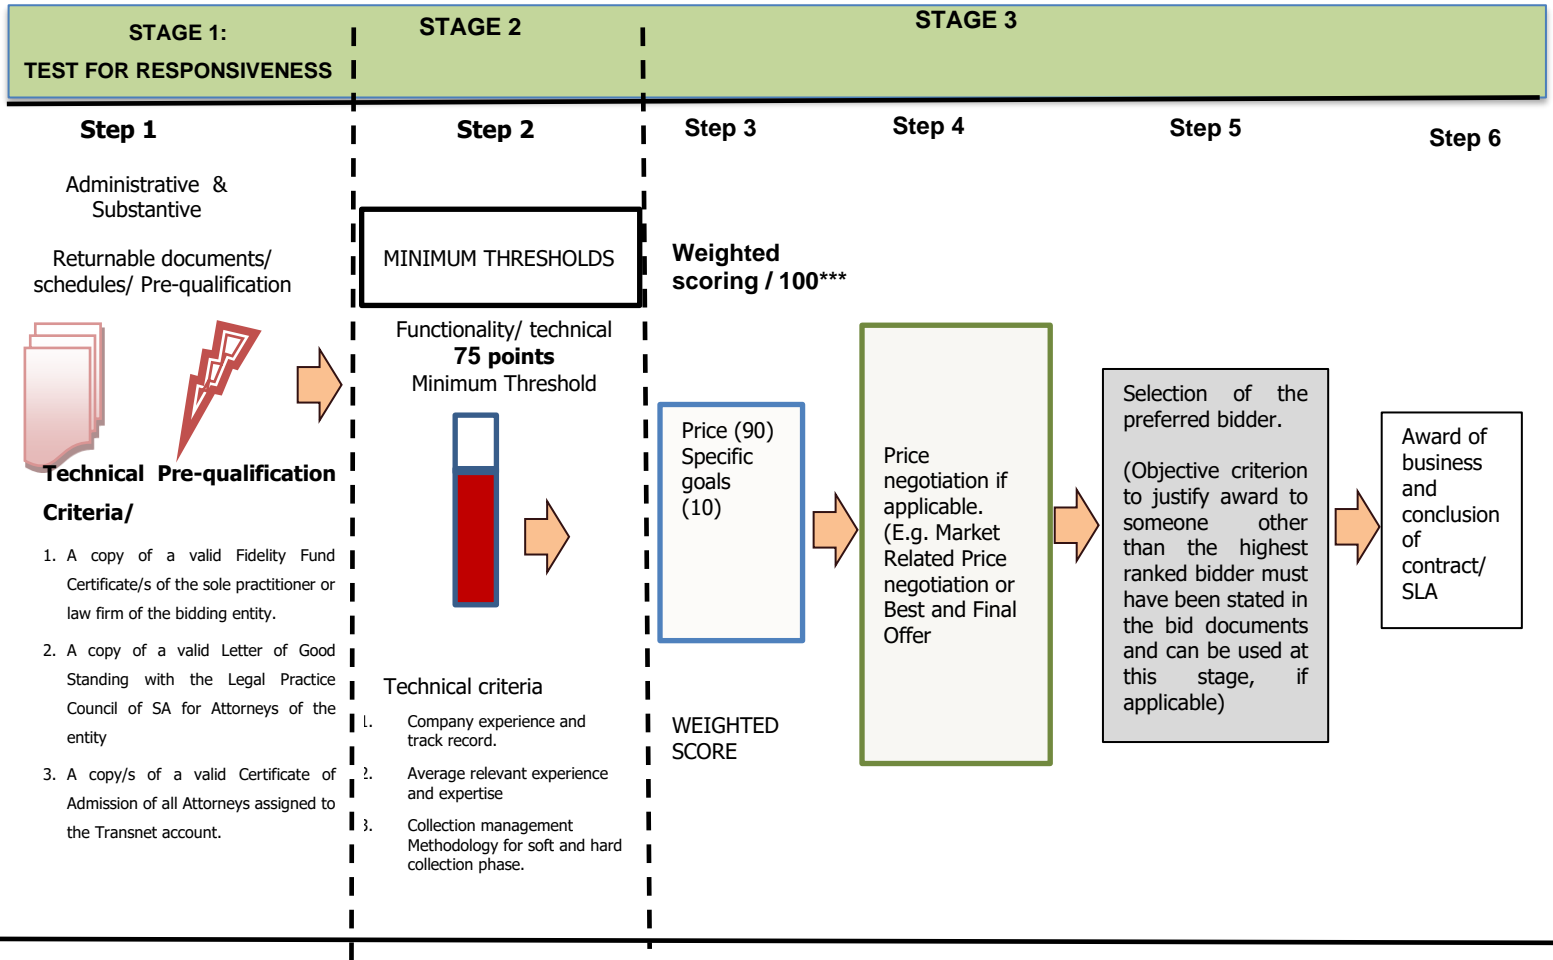 STAGE 1:
TEST FOR RESPONSIVENESS
STAGE 2
STAGE 3
Step 1
Administrative &
Substantive
Returnable documents/
schedules/ Pre-qualification
Technical Pre-qualification
Criteria/
1. A copy of a valid Fidelity Fund
Certificate/s of the sole practitioner or
law firm of the bidding entity.
2. A copy of a valid Letter of Good
Standing with the Legal Practice
Council of SA for Attorneys of the
entity
3. A copy/s of a valid Certificate of
Admission of all Attorneys assigned to
the Transnet account.
Step 2
MINIMUM THRESHOLDS
Functionality/ technical
75 points
Minimum Threshold
Technical criteria
1. Company experience and
track record.
2. Average relevant experience
and expertise
3. Collection management
Methodology for soft and hard
collection phase.
Step 3
Weighted
scoring / 100***
Price (90)
Specific
goals
(10)
WEIGHTED
SCORE
Step 4
Price
negotiation if
applicable.
(E.g. Market
Related Price
negotiation or
Best and Final
Offer
Step 5
Selection of the
preferred bidder.
(Objective criterion
to justify award to
someone other
than the highest
ranked bidder must
have been stated in
the bid documents
and can be used at
this stage, if
applicable)
Step 6
Award of
business
and
conclusion
of
contract/
SLA